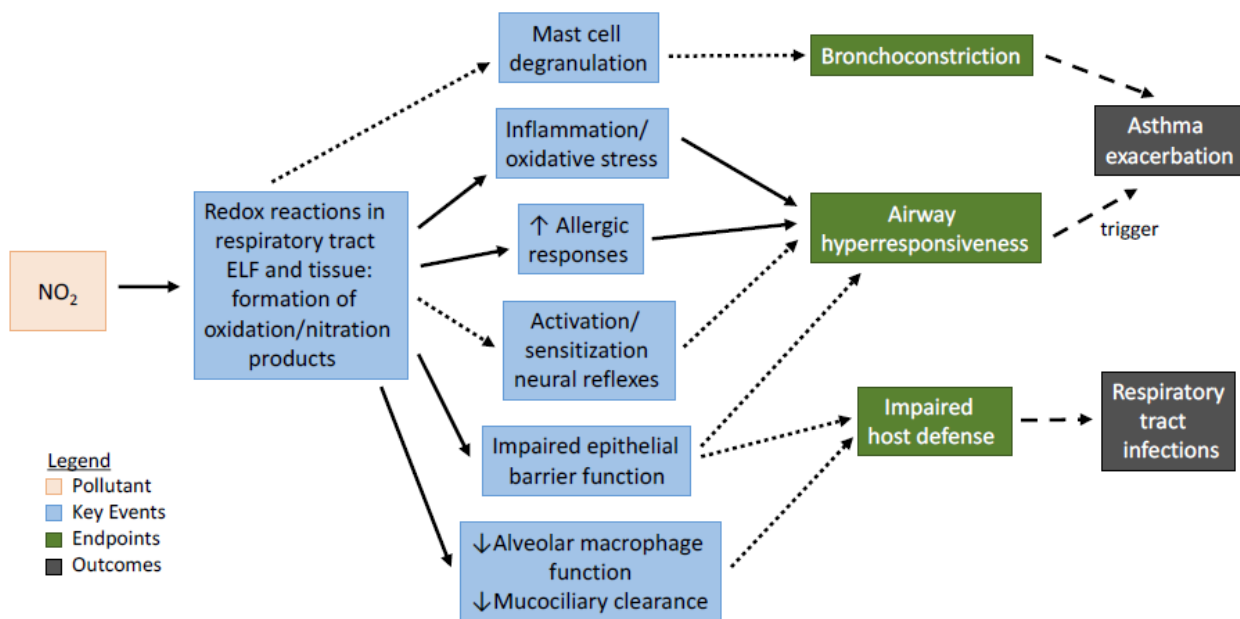 Mast cell
degranulation
Bronchoconstriction
Asthma
exacerbation
Inflammation/
oxidative stress
Redox reactions in
respiratory tract
ELF and tissue:
formation of
oxidation/nitration
products
↑ Allergic
responses
Airway
hyperresponsiveness
trigger
NO₂
Activation/
sensitization
neural reflexes
Impaired epithelial
barrier function
Impaired
host defense
Respiratory
tract
infections
↓Alveolar macrophage
function
↓Mucociliary clearance
Legend
Pollutant
Key Events
Endpoints
Outcomes